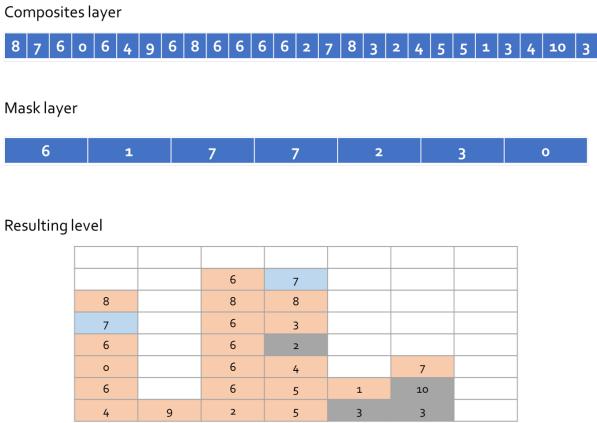 Composites layer
8 7 6 0 6 4 9 6 8 6 6 6 6 2 7 8 3 2 4 5 5 1 3 4 10 3
Mask layer
6 1 7 7 2 3 0
Resulting level
6 7
8 8 8
7 6 3
6 6 2
0 6 4 7
6 6 5 1 10
4 9 2 5 3 3